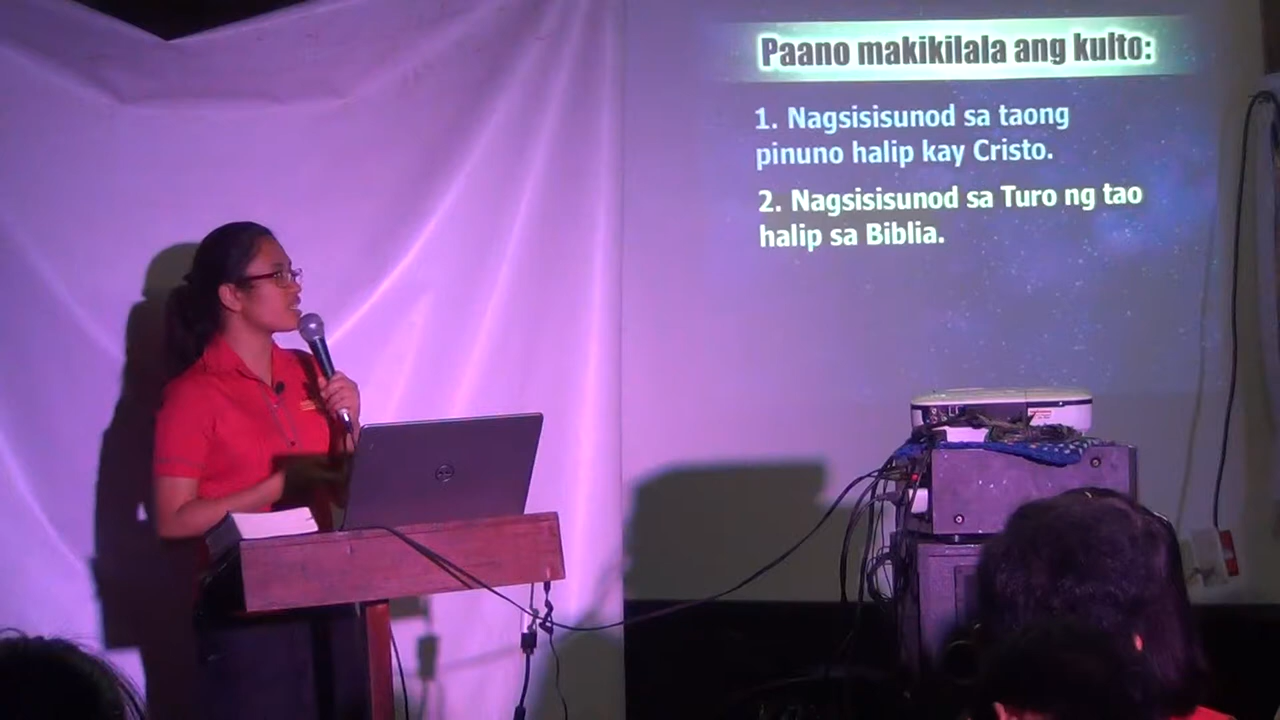 Paano makikilala ang kulto:
1. Nagsisisunod sa taong
pinuno halip kay Cristo.
2. Nagsisisunod sa Turo ng tao
halip sa Biblia.